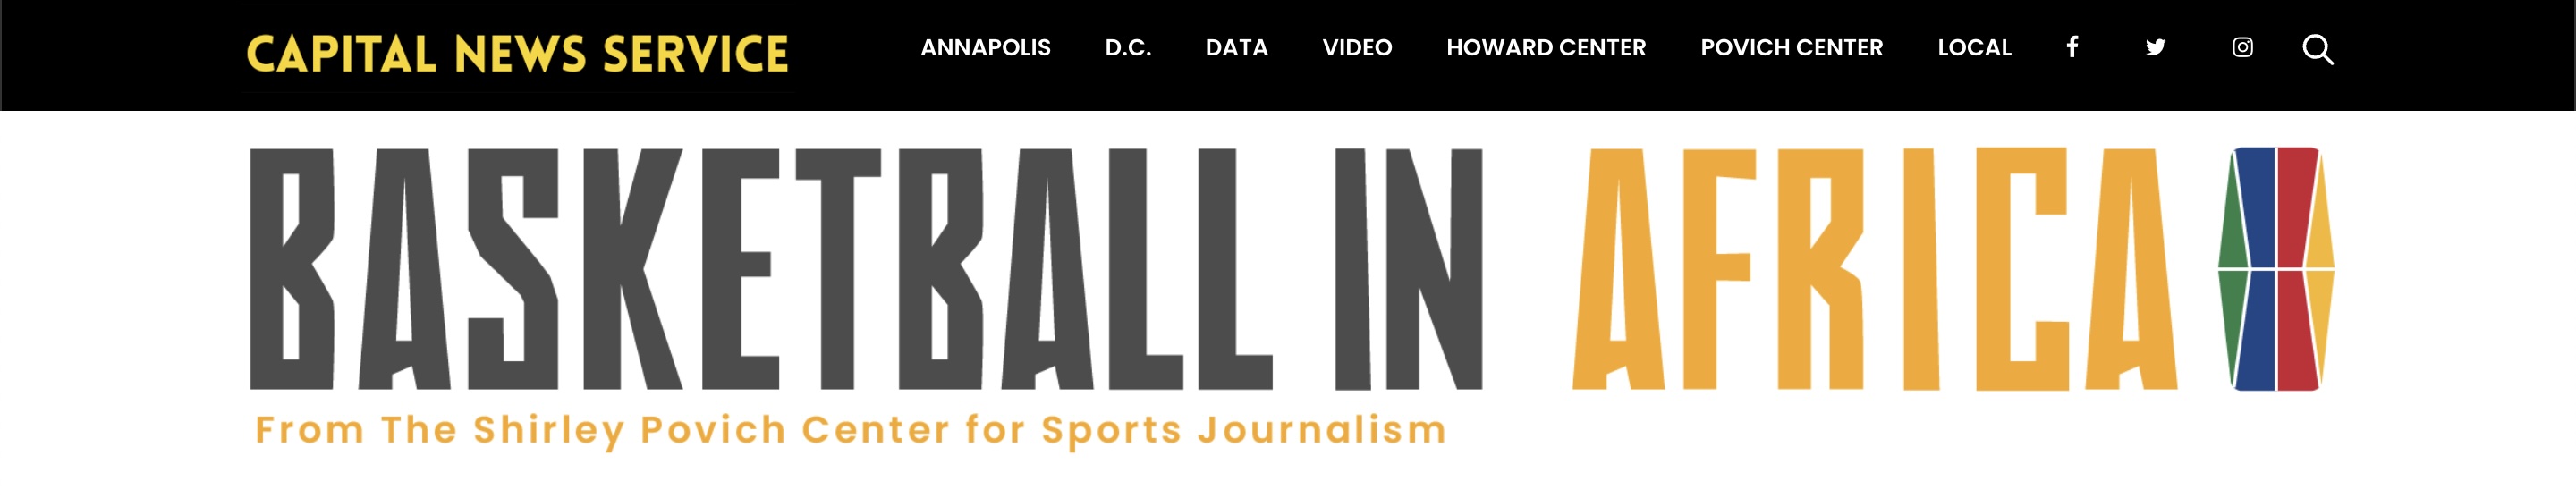 CAPITAL NEWS SERVICE ANNAPOLIS D.C. DATA VIDEO HOWARD CENTER POVICH CENTER LOCAL
BASKETBALL IN AFRICA
From The Shirley Povich Center for Sports Journalism